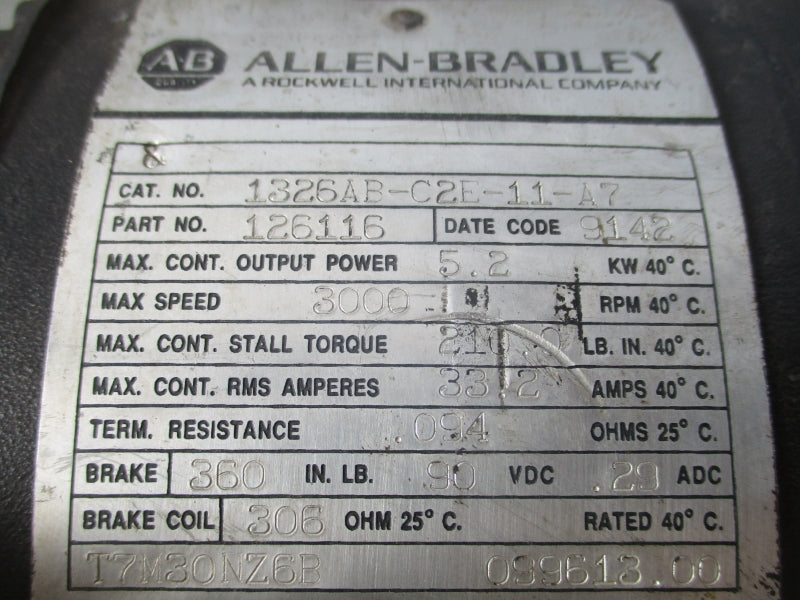 A-B ALLEN-BRADLEY
A ROCKWELL INTERNATIONAL COMPANY
8
CAT. NO. 1326AB-C2E-11-A7
PART NO. 126116 DATE CODE 9142
MAX. CONT. OUTPUT POWER 5.2 KW 40° C.
MAX SPEED 3000 RPM 40° C.
MAX. CONT. STALL TORQUE LB. IN. 40° C.
MAX. CONT. RMS AMPERES 33.2 AMPS 40° C.
TERM. RESISTANCE .094 OHMS 25° C.
BRAKE 360 IN. LB. 90 VDC .29 ADC
BRAKE COIL 306 OHM 25° C. RATED 40° C.
T7M30NZ6B 099613.00